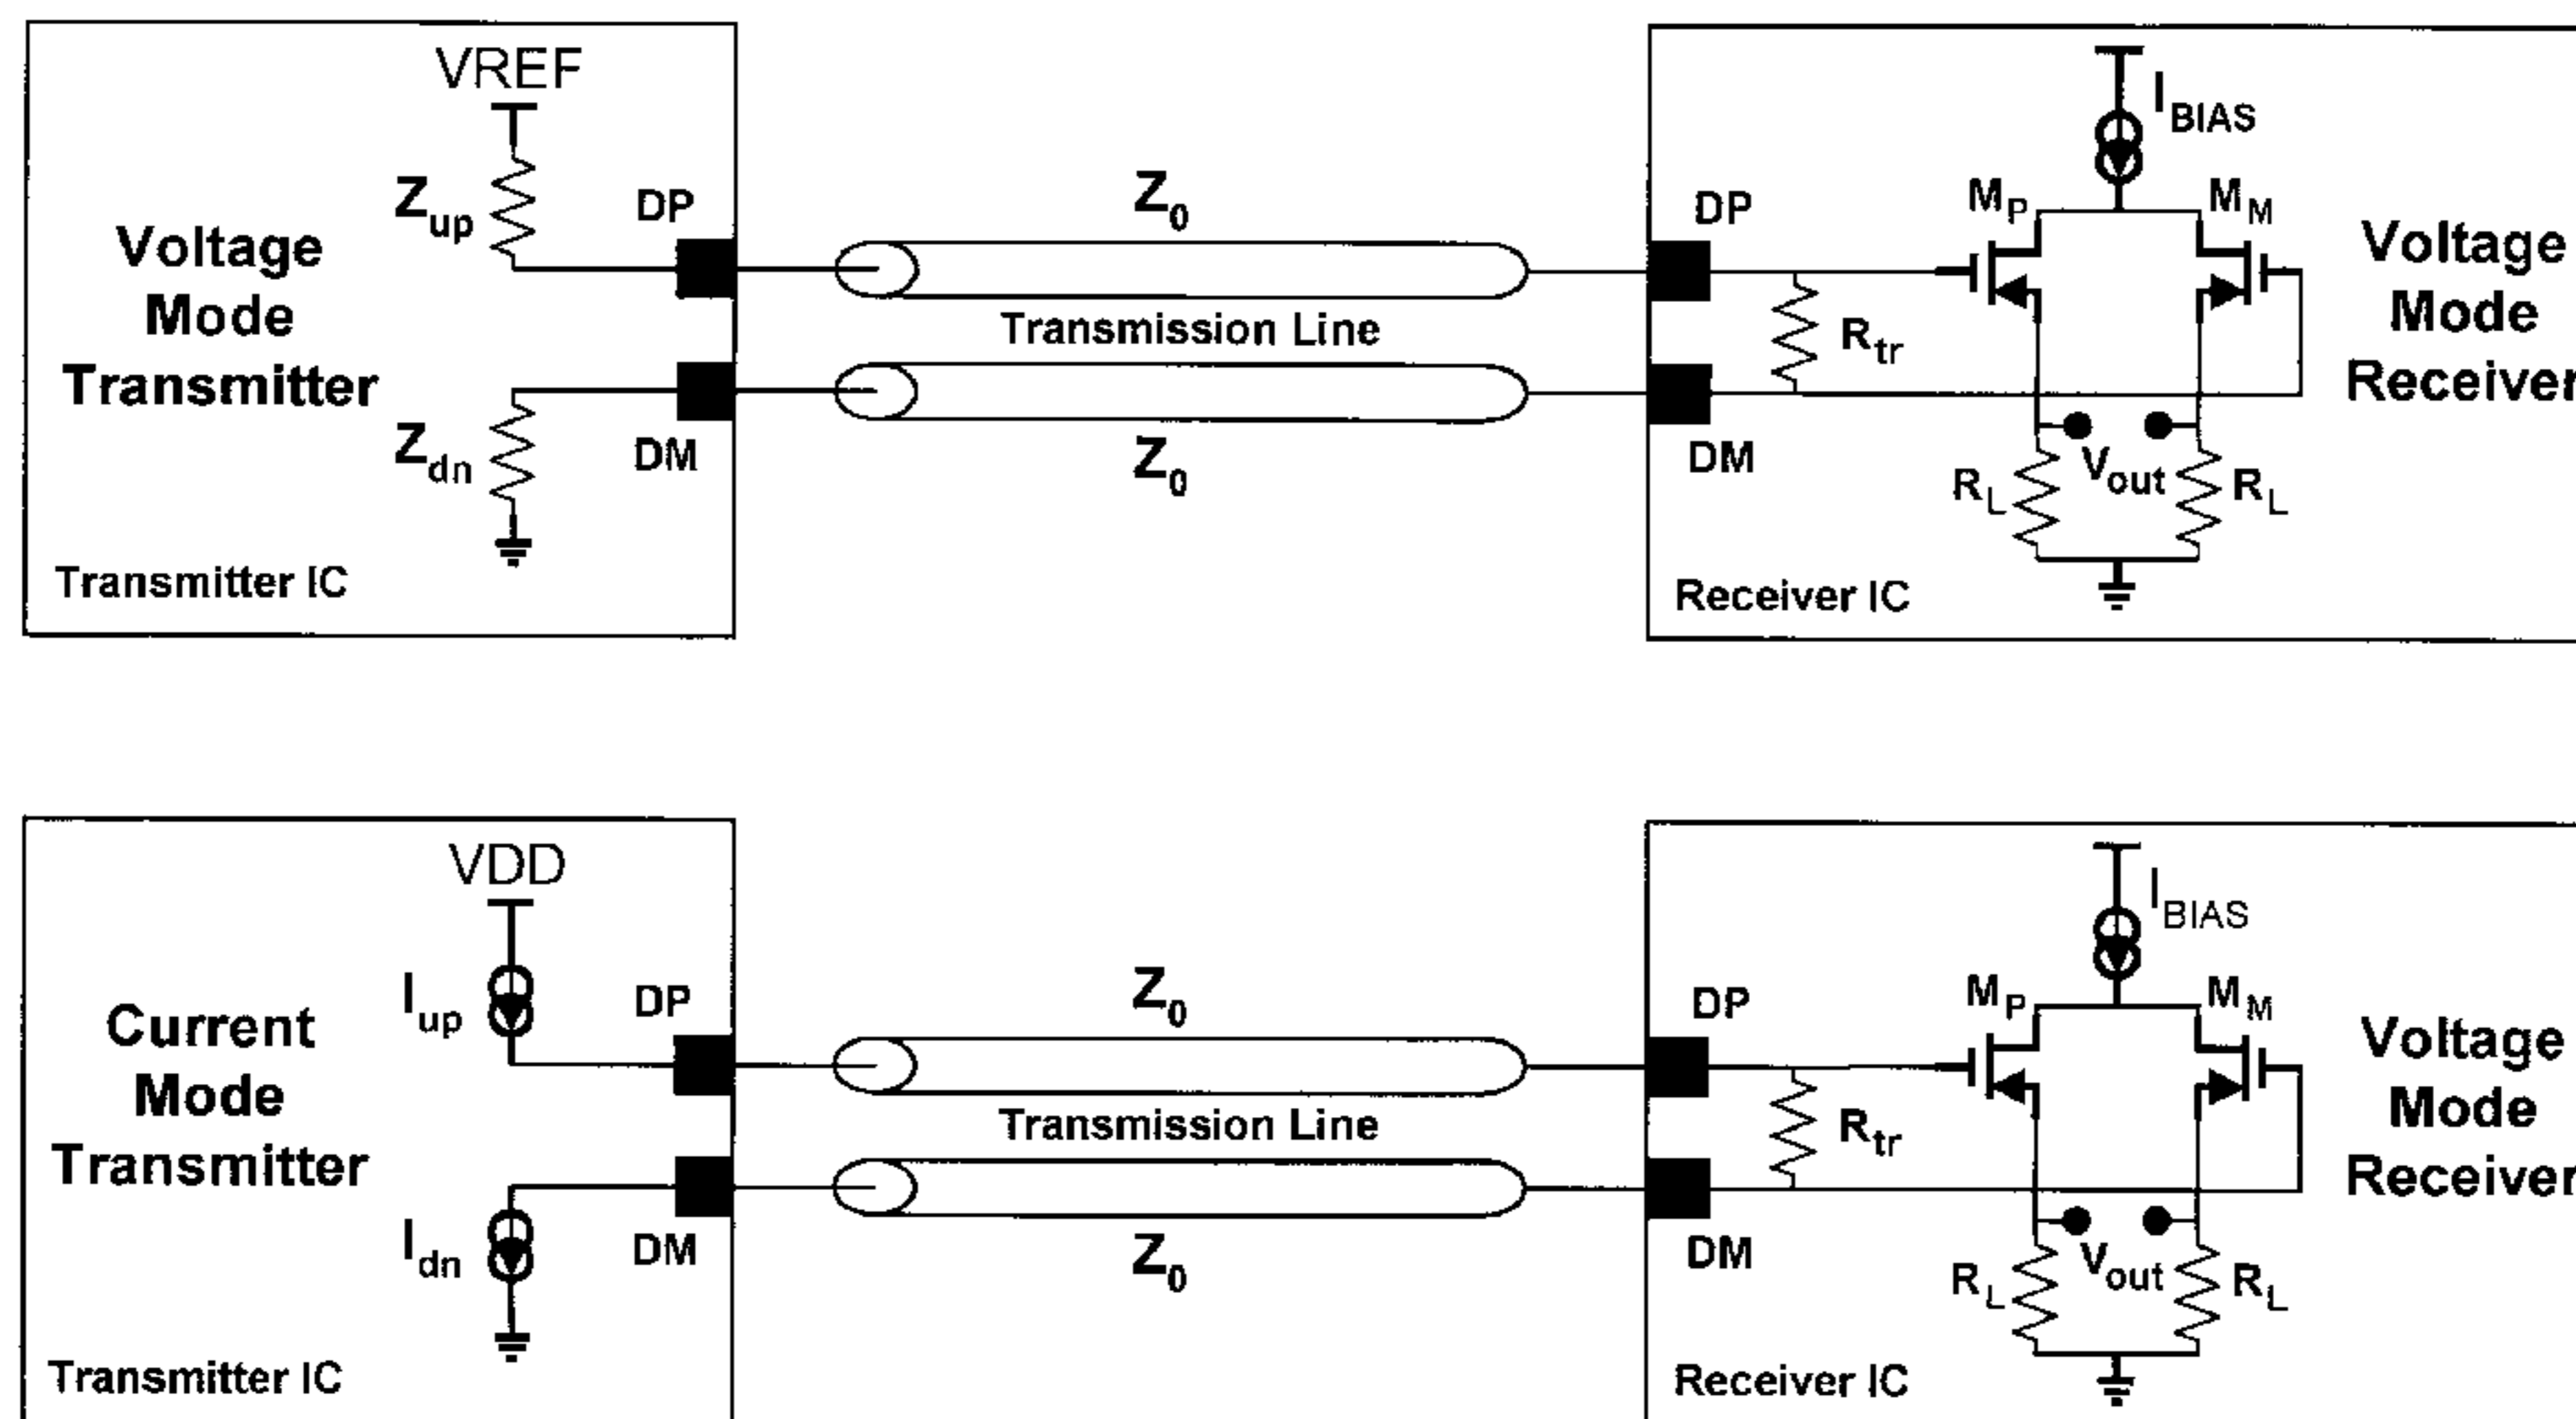 VREF
Z_up
DP
Voltage
Mode
Transmitter
Z_dn
DM
Transmitter IC
Z_0
Transmission Line
Z_0
I_BIAS
M_P
M_M
DP
R_tr
Voltage
Mode
Receiver
DM
R_L
V_out
R_L
Receiver IC
VDD
I_up
DP
Current
Mode
Transmitter
I_dn
DM
Transmitter IC
Z_0
Transmission Line
Z_0
I_BIAS
M_P
M_M
DP
R_tr
Voltage
Mode
Receiver
DM
R_L
V_out
R_L
Receiver IC